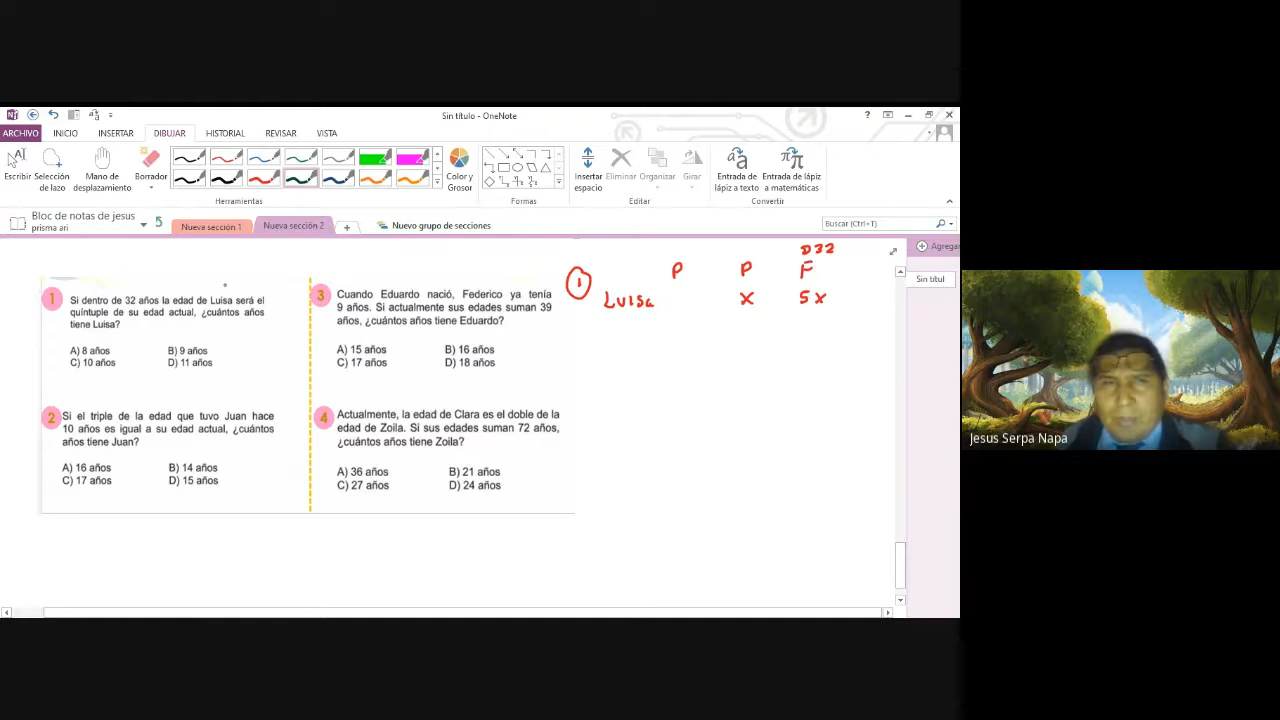 Sin título - OneNote
ARCHIVO INICIO INSERTAR DIBUJAR HISTORIAL REVISAR VISTA
Escribir
Selección de lazo
Mano de desplazamiento
Borrador
Color y Grosor
Insertar espacio
Eliminar
Organizar
Girar
Entrada de lápiz a texto
Entrada de lápiz a matemáticas
Herramientas
Formas
Editar
Convertir
Bloc de notas de jesus
prisma ari
Nueva sección 1
Nueva sección 2
Nuevo grupo de secciones
Buscar (Ctrl+T)
Agregar
Sin títul
1
Si dentro de 32 años la edad de Luisa será el
quíntuple de su edad actual, ¿cuántos años
tiene Luisa?
A) 8 años B) 9 años
C) 10 años D) 11 años
2
Si el triple de la edad que tuvo Juan hace
10 años es igual a su edad actual, ¿cuántos
años tiene Juan?
A) 16 años B) 14 años
C) 17 años D) 15 años
3
Cuando Eduardo nació, Federico ya tenía
9 años. Si actualmente sus edades suman 39
años, ¿cuántos años tiene Eduardo?
A) 15 años B) 16 años
C) 17 años D) 18 años
4
Actualmente, la edad de Clara es el doble de la
edad de Zoila. Si sus edades suman 72 años,
¿cuántos años tiene Zoila?
A) 36 años B) 21 años
C) 27 años D) 24 años
D32
1 P P F
Luisa X 5x
Jesus Serpa Napa